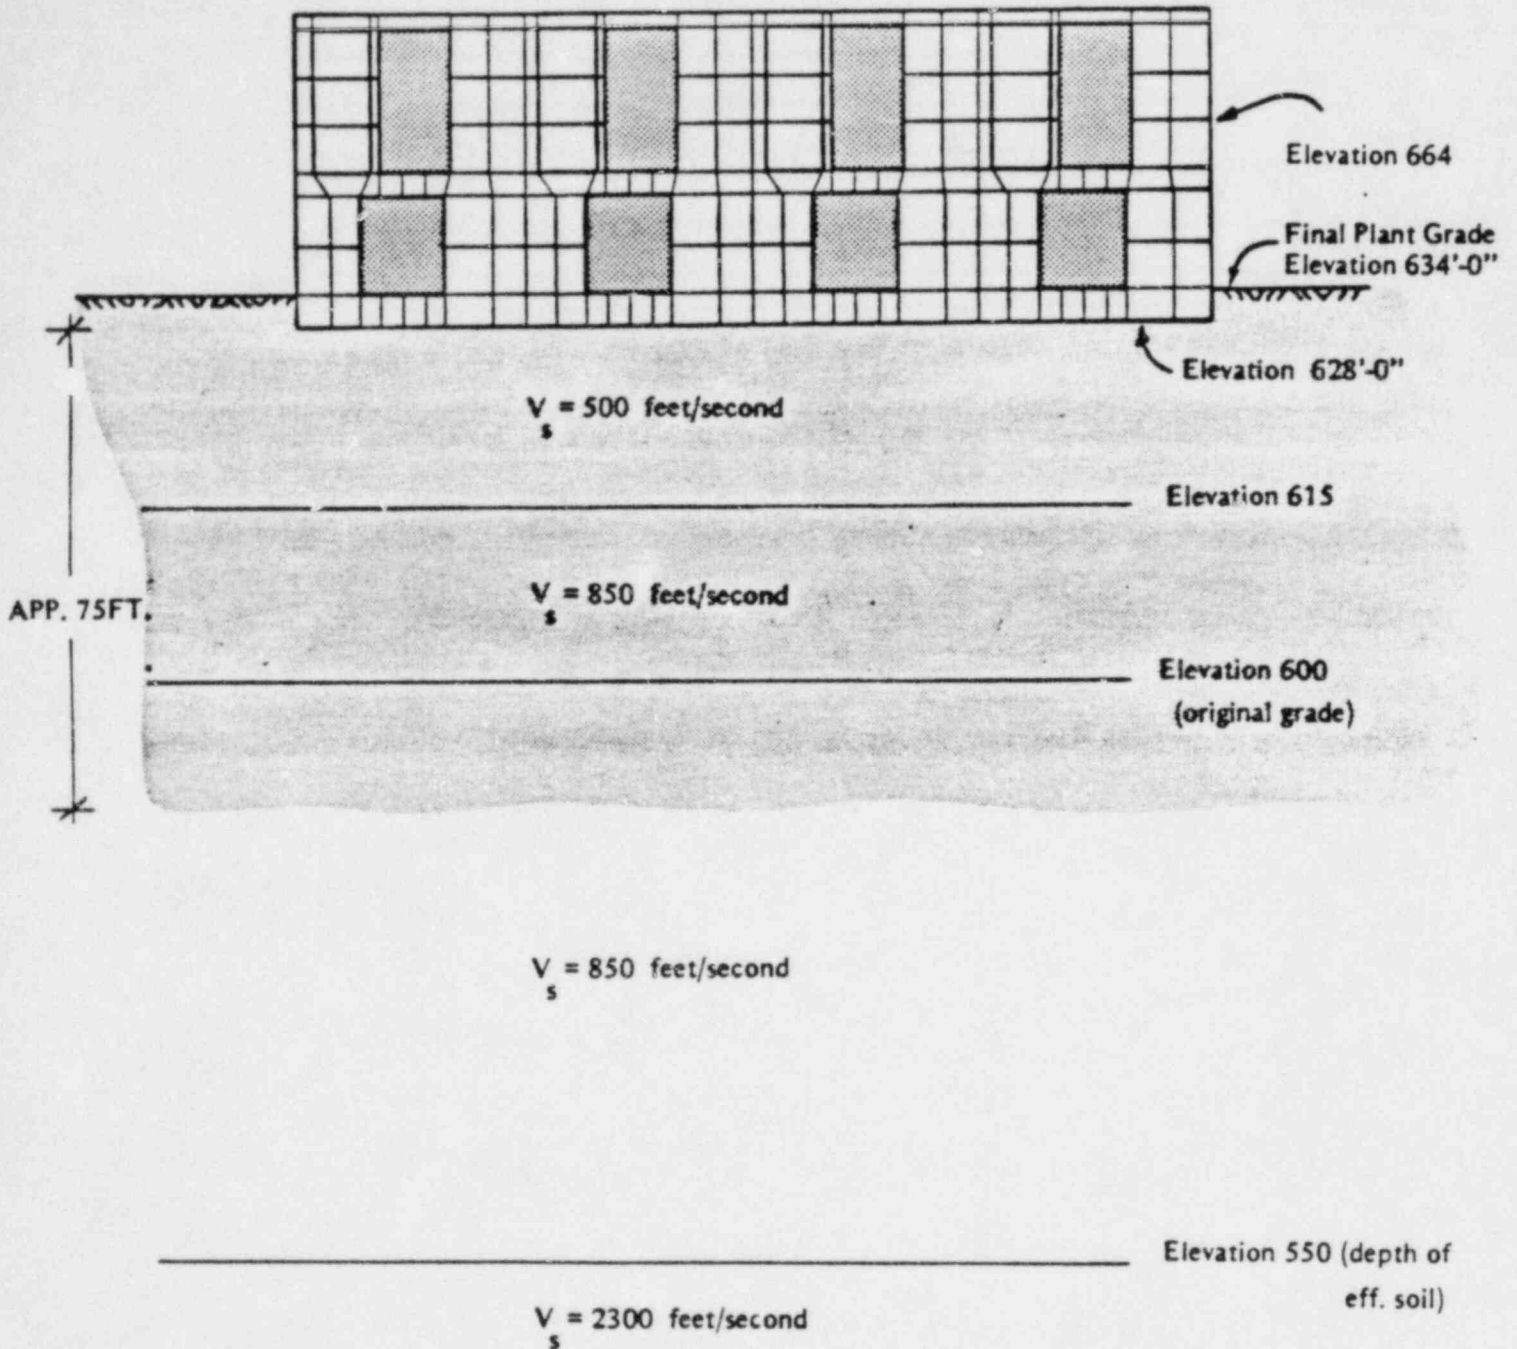 Elevation 664
Final Plant Grade
Elevation 634'-0"
Elevation 628'-0"
V
s
= 500 feet/second
Elevation 615
APP. 75FT.
V
s
= 850 feet/second
Elevation 600
(original grade)
V
s
= 850 feet/second
Elevation 550 (depth of
eff. soil)
V
s
= 2300 feet/second